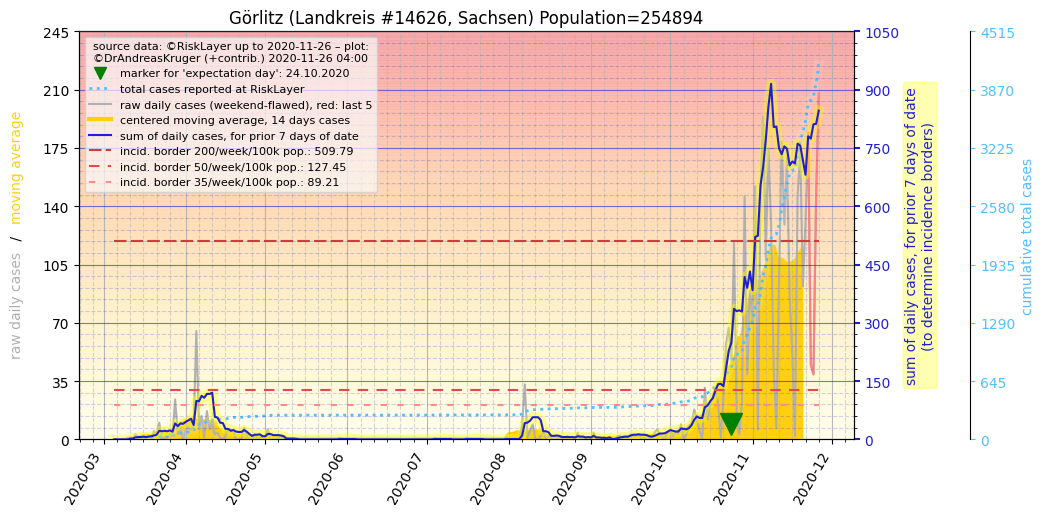 Görlitz (Landkreis #14626, Sachsen) Population=254894
source data: ©RiskLayer up to 2020-11-26 – plot:
©DrAndreasKruger (+contrib.) 2020-11-26 04:00
marker for 'expectation day': 24.10.2020
total cases reported at RiskLayer
raw daily cases (weekend-flawed), red: last 5
centered moving average, 14 days cases
sum of daily cases, for prior 7 days of date
incid. border 200/week/100k pop.: 509.79
incid. border 50/week/100k pop.: 127.45
incid. border 35/week/100k pop.: 89.21
raw daily cases / moving average
245
210
175
140
105
70
35
0
1050
900
750
600
450
300
150
0
sum of daily cases, for prior 7 days of date
(to determine incidence borders)
4515
3870
3225
2580
1935
1290
645
0
cumulative total cases
2020-03
2020-04
2020-05
2020-06
2020-07
2020-08
2020-09
2020-10
2020-11
2020-12